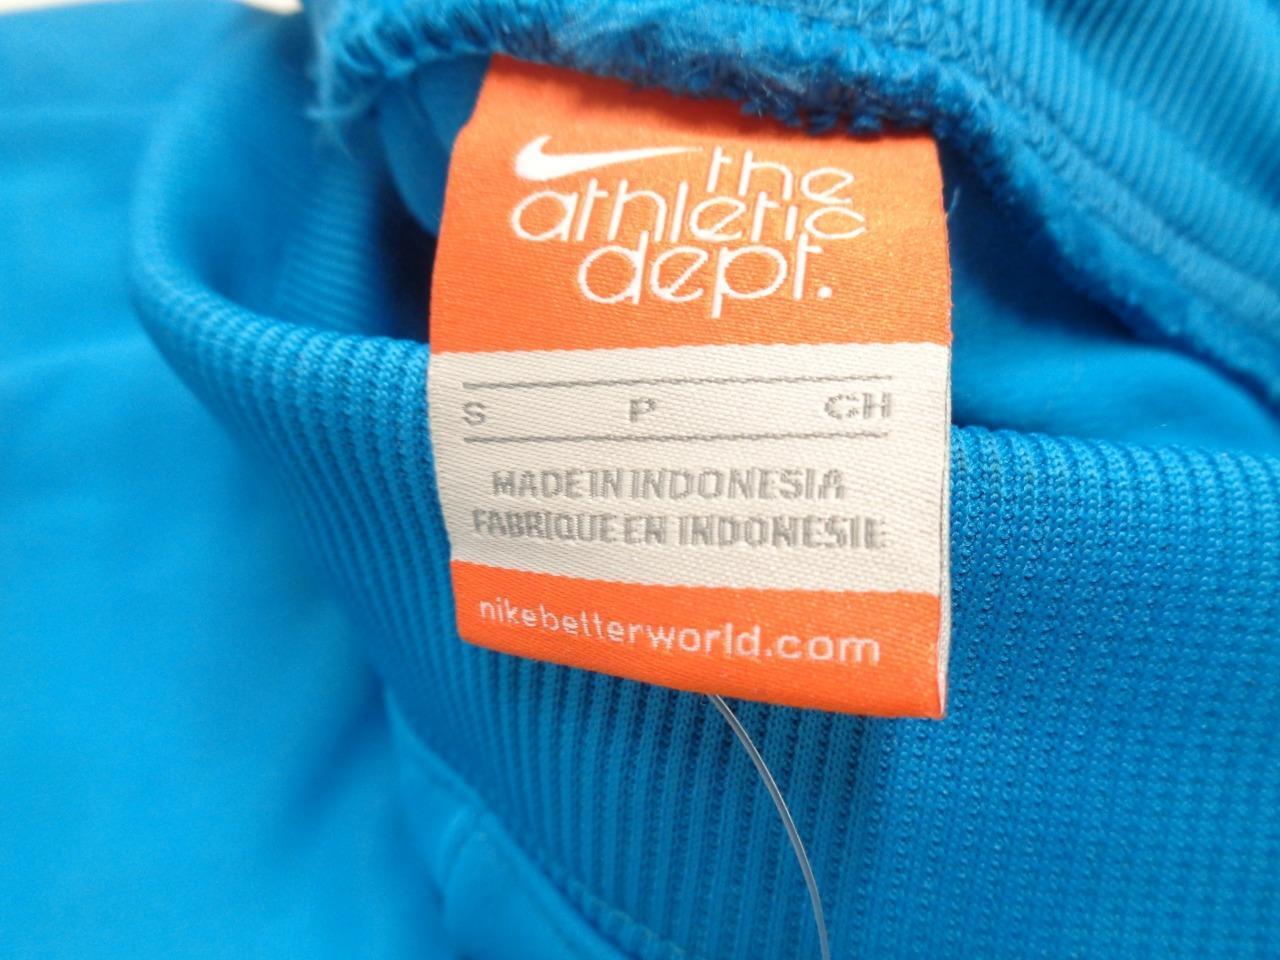 the
athletic
dept.
S P CH
MADE IN INDONESIA
FABRIQUE EN INDONESIE
nikebetterworld.com